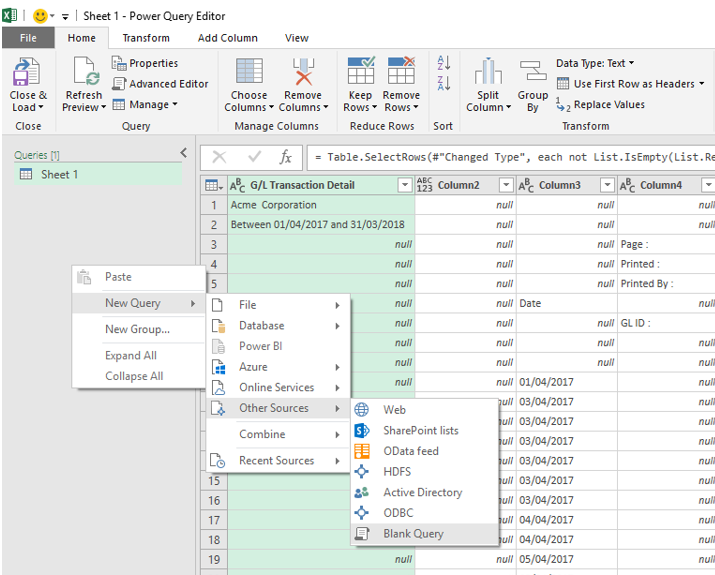 Sheet 1 - Power Query Editor
File Home Transform Add Column View
Close & Load
Refresh Preview
Properties
Advanced Editor
Manage
Choose Columns
Remove Columns
Keep Rows
Remove Rows
Split Column
Group By
Data Type: Text
Use First Row as Headers
Replace Values
Close Query Manage Columns Reduce Rows Sort Transform
Queries [1]
Sheet 1
fx = Table.SelectRows(#"Changed Type", each not List.IsEmpty(List.Re
G/L Transaction Detail ABC 123 Column2 ABC Column3 ABC Column4
1 Acme Corporation null null null
2 Between 01/04/2017 and 31/03/2018 null null null
3 null null null Page :
4 null null null Printed :
5 null null null Printed By :
null null Date null
null null null GL ID :
null null null null
null null 01/04/2017 null
null 03/04/2017 null
null 03/04/2017 null
null 03/04/2017 null
null 03/04/2017 null
null 03/04/2017 null
15 null 03/04/2017 null
16 null 03/04/2017 null
17 null 04/04/2017 null
18 null 04/04/2017 null
19 null null 05/04/2017 null
Paste
New Query
New Group...
Expand All
Collapse All
File
Database
Power BI
Azure
Online Services
Other Sources
Combine
Recent Sources
Web
SharePoint lists
OData feed
HDFS
Active Directory
ODBC
Blank Query